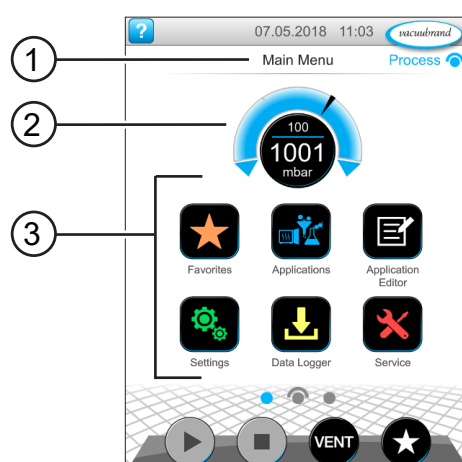 ?
07.05.2018 11:03 vacuubrand
1 Main Menu Process
2
100
1001
mbar
3
Favorites Applications Application
Editor
Settings Data Logger Service
VENT